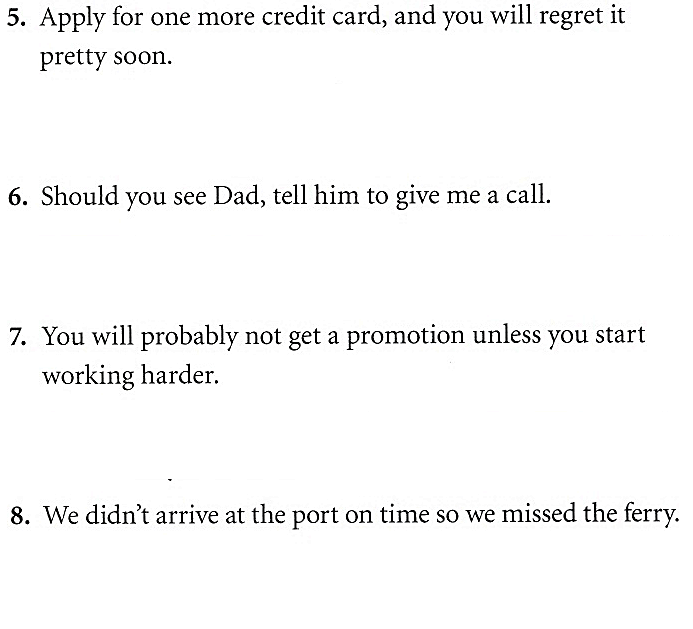 5. Apply for one more credit card, and you will regret it
pretty soon.
6. Should you see Dad, tell him to give me a call.
7. You will probably not get a promotion unless you start
working harder.
8. We didn't arrive at the port on time so we missed the ferry.